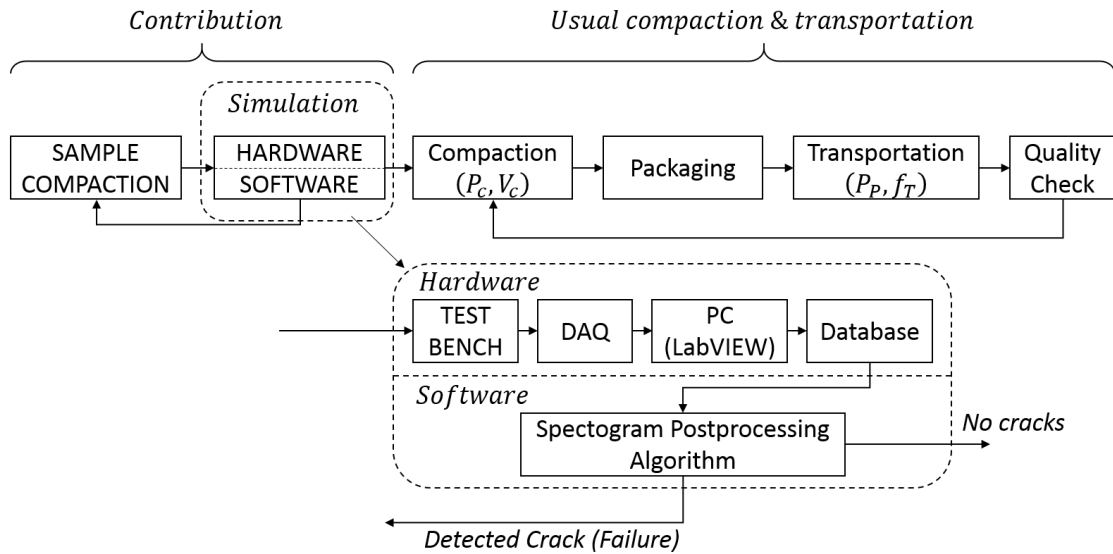 Contribution
Usual compaction & transportation
Simulation
SAMPLE
COMPACTION
HARDWARE
SOFTWARE
Compaction
(P_c, V_c)
Packaging
Transportation
(P_P, f_T)
Quality
Check
Hardware
TEST
BENCH
DAQ
PC
(LabVIEW)
Database
Software
Spectogram Postprocessing
Algorithm
No cracks
Detected Crack (Failure)